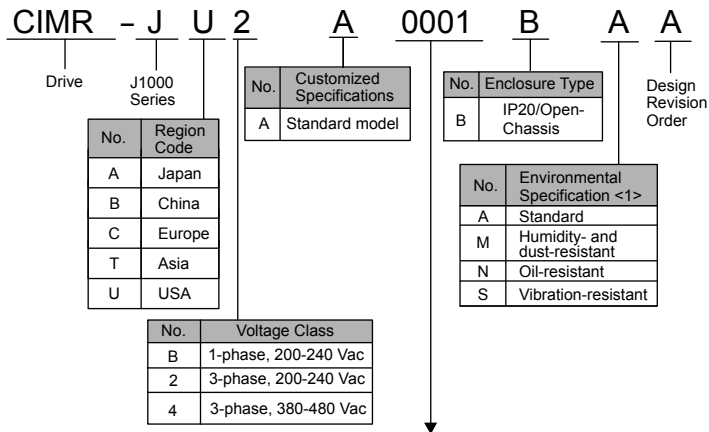 CIMR - J U 2 A 0001 B A A
Drive
J1000
Series
No. Customized
Specifications
A Standard model
No. Enclosure Type
B IP20/Open-
Chassis
Design
Revision
Order
No. Region
Code
A Japan
B China
C Europe
T Asia
U USA
No. Environmental
Specification <1>
A Standard
M Humidity- and
dust-resistant
N Oil-resistant
S Vibration-resistant
No. Voltage Class
B 1-phase, 200-240 Vac
2 3-phase, 200-240 Vac
4 3-phase, 380-480 Vac